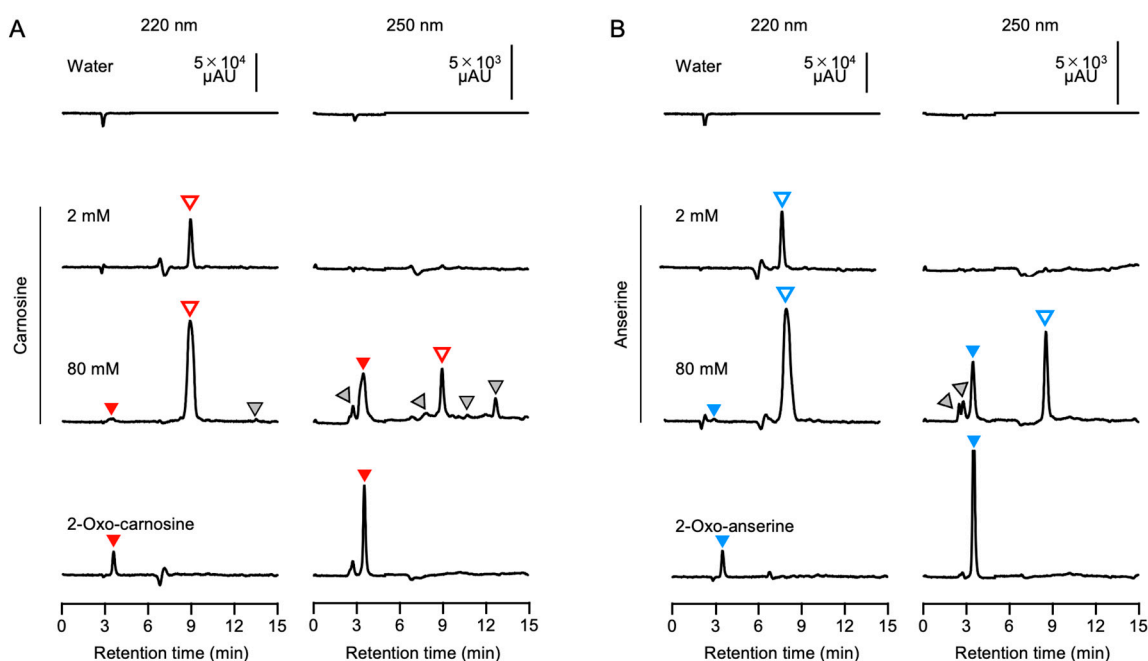 A
220 nm
250 nm
Water
5×10⁴
µAU
5×10³
µAU
Carnosine
2 mM
80 mM
2-Oxo-carnosine
0 3 6 9 12 15
0 3 6 9 12 15
Retention time (min)
Retention time (min)
B
220 nm
250 nm
Water
5×10⁴
µAU
5×10³
µAU
Anserine
2 mM
80 mM
2-Oxo-anserine
0 3 6 9 12 15
0 3 6 9 12 15
Retention time (min)
Retention time (min)